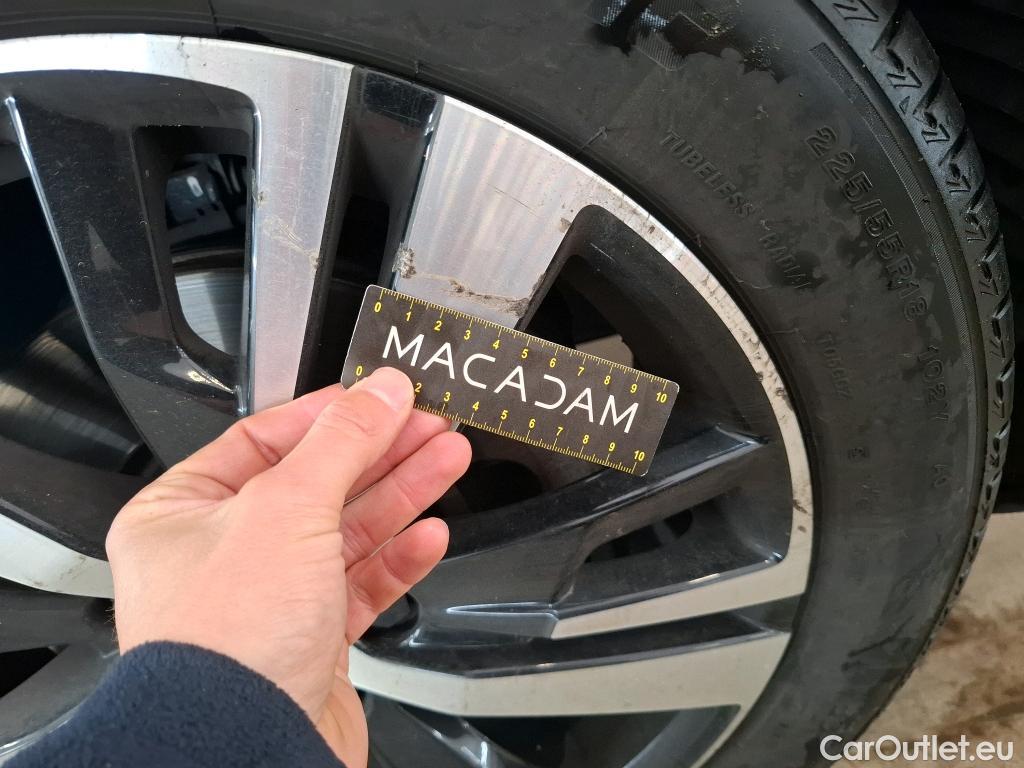 TUBELESS - RADIAL
225/55R18 102V
0 1 2 3 4 5 6 7 8 9 10
MACADAM
0 2 3 4 5 6 7 8 9 10
CarOutlet.eu